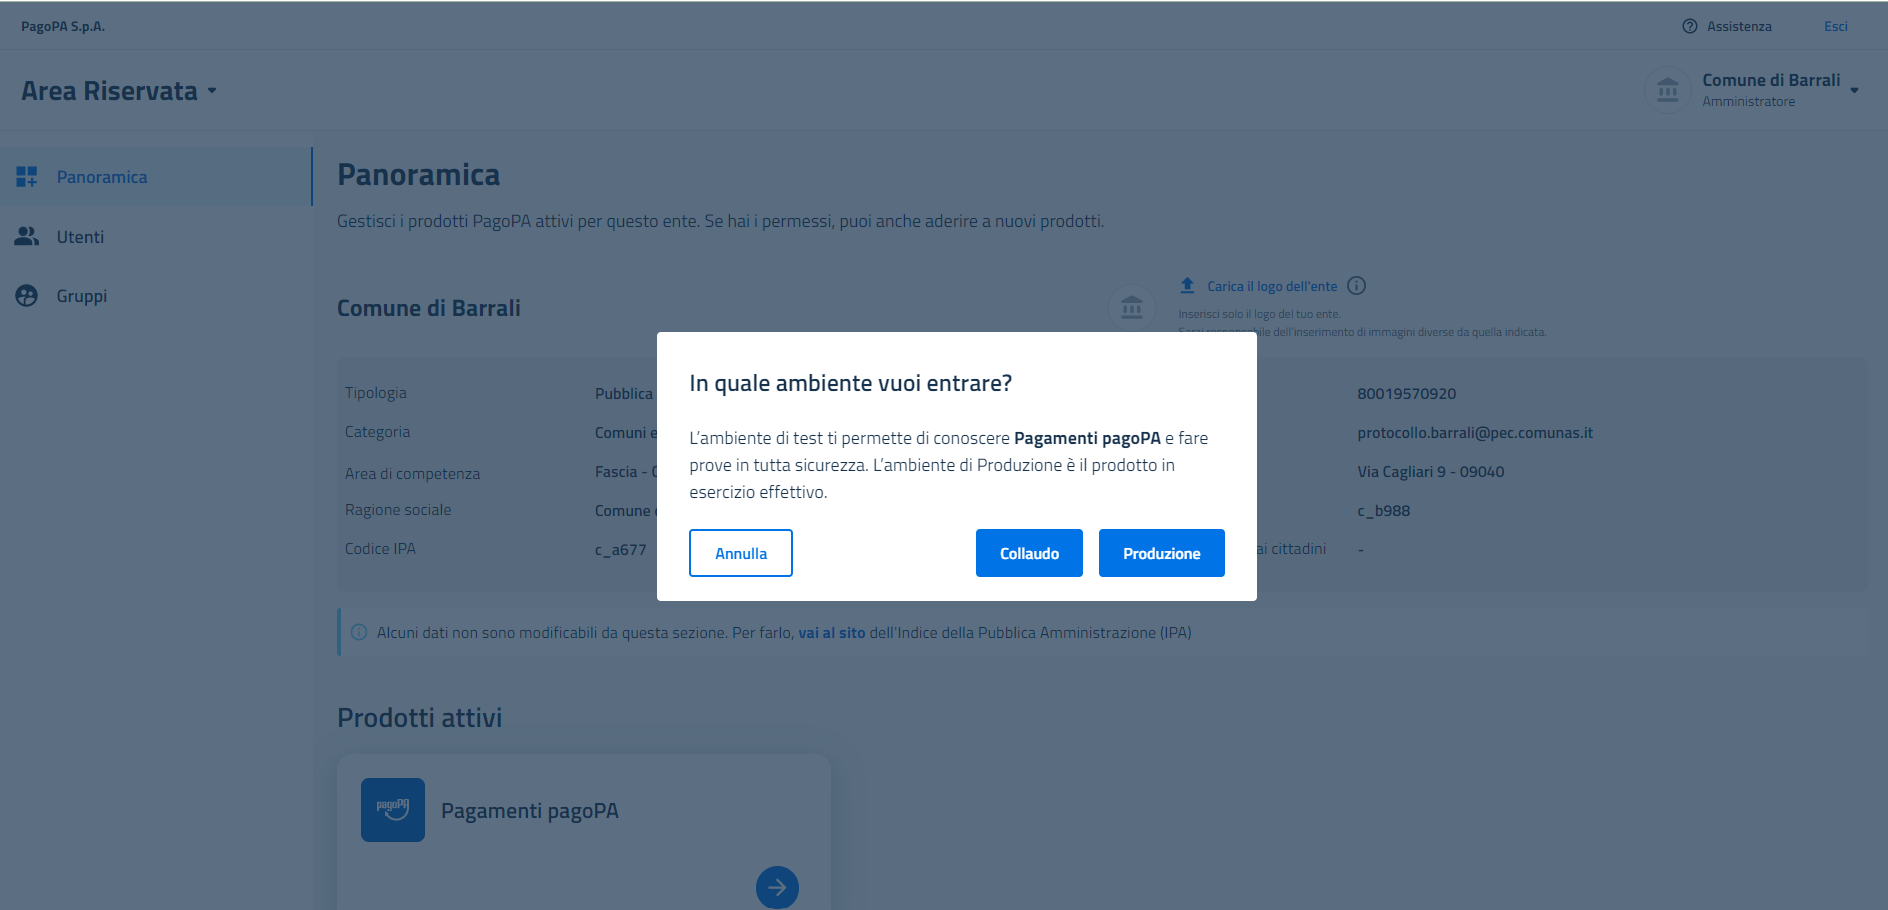 PagoPA S.p.A.
Assistenza
Esci
Area Riservata
Comune di Barrali
Amministratore
Panoramica
Utenti
Gruppi
Panoramica
Gestisci i prodotti PagoPA attivi per questo ente. Se hai i permessi, puoi anche aderire a nuovi prodotti.
Comune di Barrali
Carica il logo dell'ente
Inserisci solo il logo del tuo ente.
Sarai responsabile dell'inserimento di immagini diverse da quella indicata.
Tipologia
Pubblica
80019570920
Categoria
Comuni e
protocollo.barrali@pec.comunas.it
Area di competenza
Fascia -
Via Cagliari 9 - 09040
Ragione sociale
Comune
c_b988
Codice IPA
c_a677
ai cittadini
-
In quale ambiente vuoi entrare?
L'ambiente di test ti permette di conoscere Pagamenti pagoPA e fare
prove in tutta sicurezza. L'ambiente di Produzione è il prodotto in
esercizio effettivo.
Annulla
Collaudo
Produzione
Alcuni dati non sono modificabili da questa sezione. Per farlo, vai al sito dell'Indice della Pubblica Amministrazione (IPA)
Prodotti attivi
pagoPA
Pagamenti pagoPA